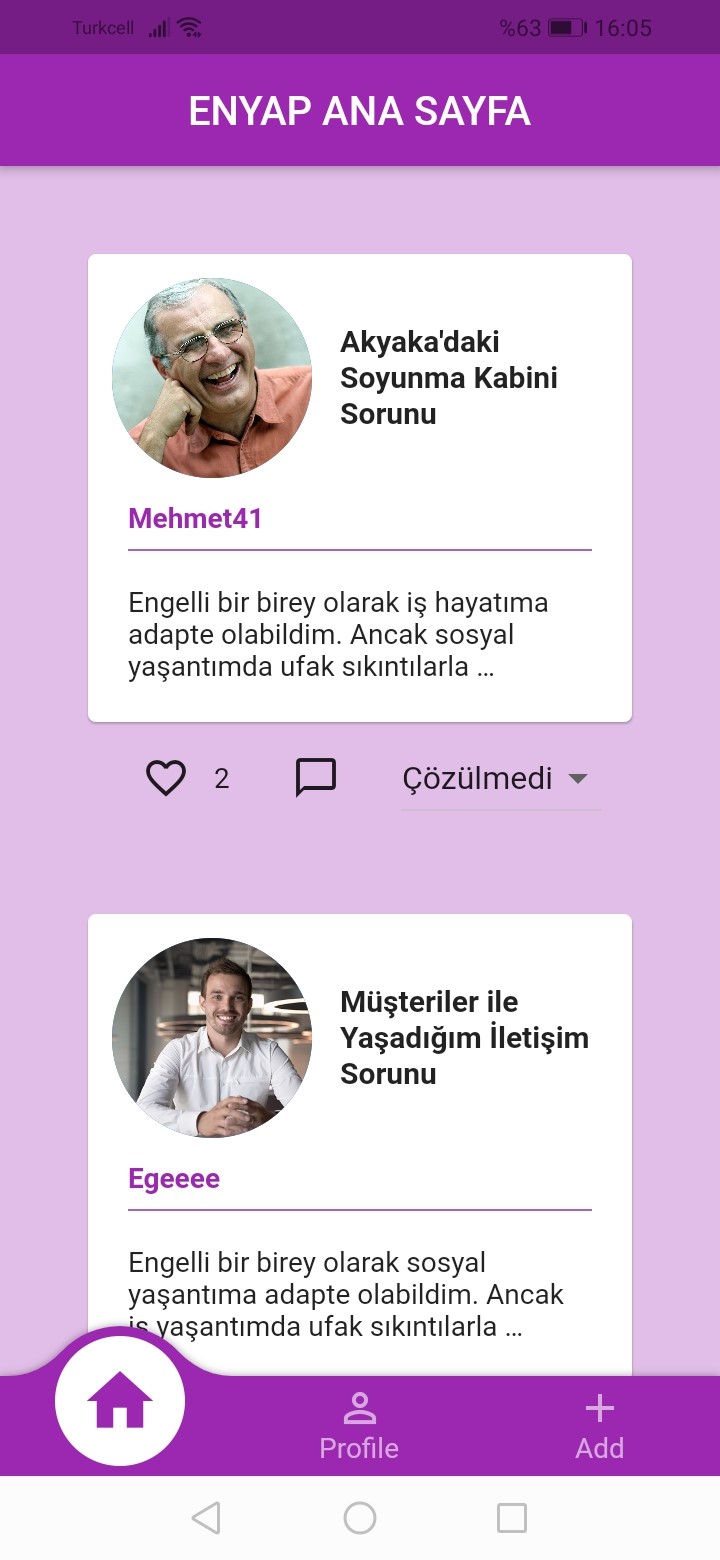 Turkcell %63 16:05
ENYAP ANA SAYFA
Akyaka'daki
Soyunma Kabini
Sorunu
Mehmet41
Engelli bir birey olarak iş hayatıma
adapte olabildim. Ancak sosyal
yaşantımda ufak sıkıntılarla ...
2 Çözülmedi
Müşteriler ile
Yaşadığım İletişim
Sorunu
Egeeee
Engelli bir birey olarak sosyal
yaşantıma adapte olabildim. Ancak
iş yaşantımda ufak sıkıntılarla ...
Profile Add